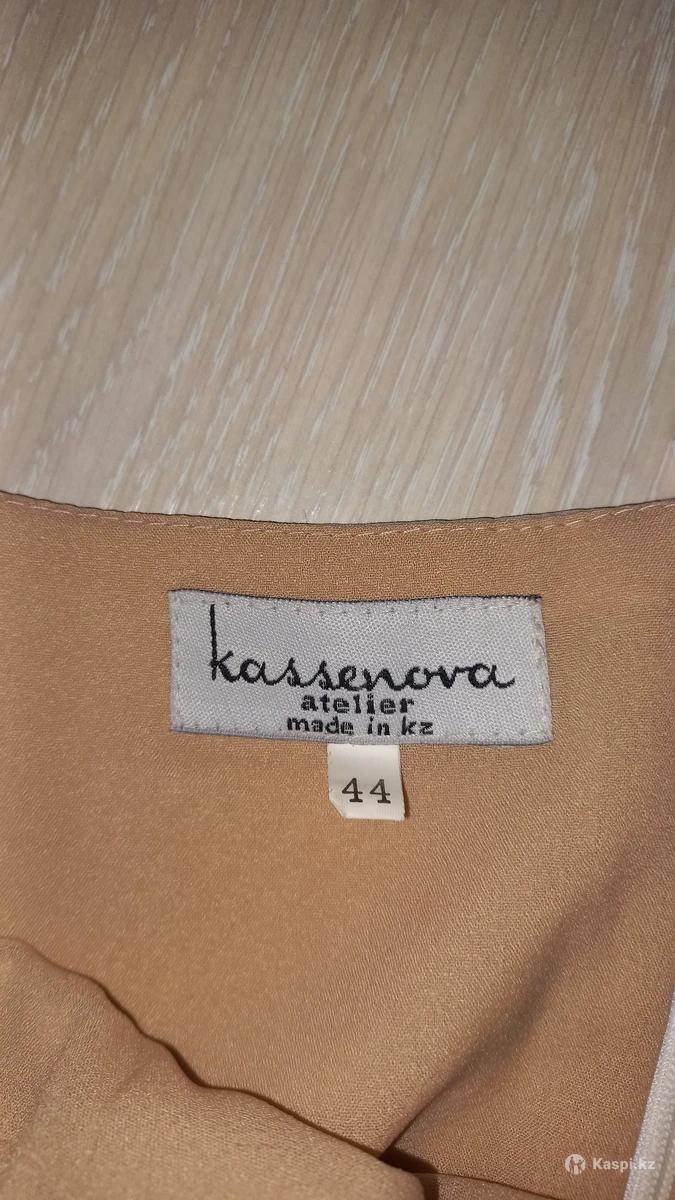 kassenova
atelier
made in kz
44
Kaspi.kz